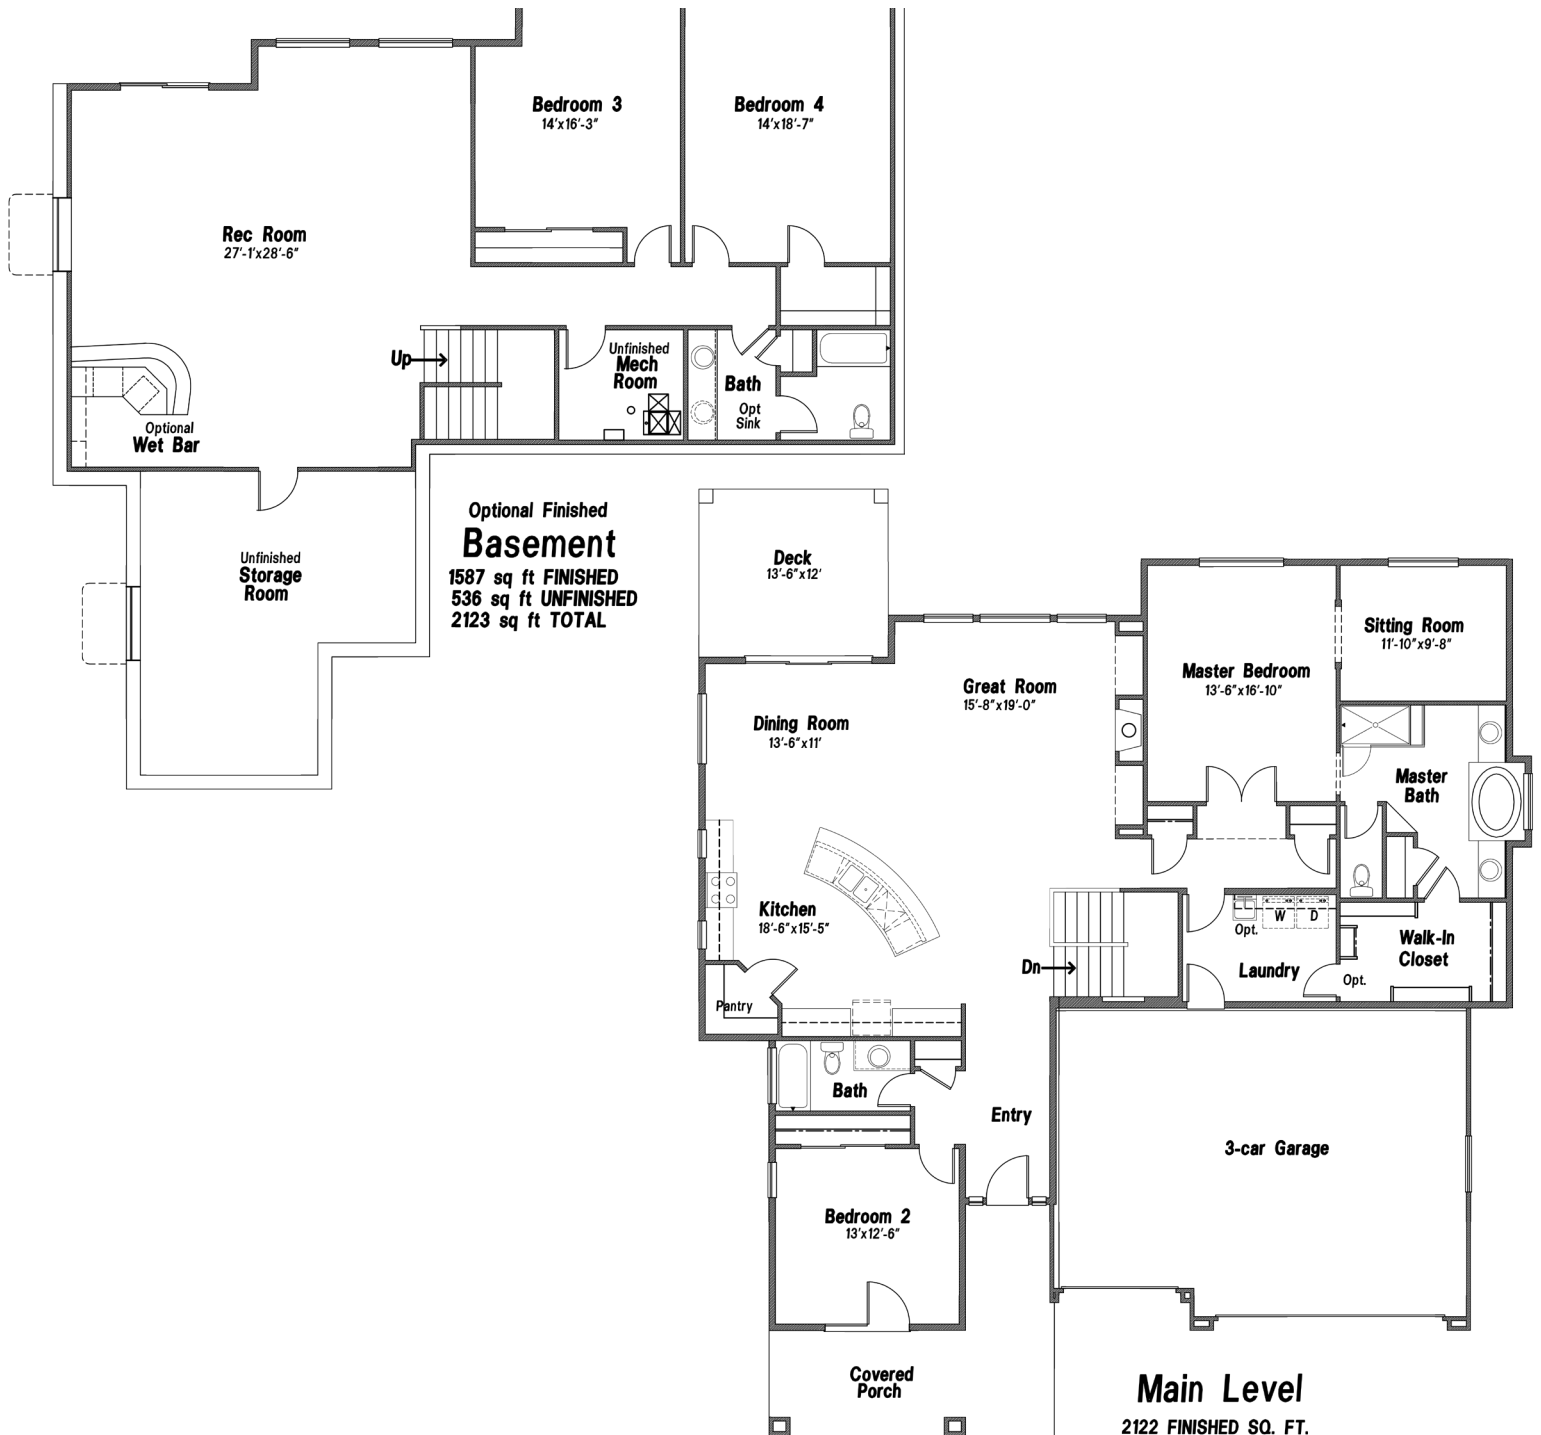 Bedroom 3
14'x16'-3"
Bedroom 4
14'x18'-7"
Rec Room
27'-1'x28'-6"
Up
Unfinished
Mech
Room
Bath
Opt
Sink
Optional
Wet Bar
Unfinished
Storage
Room
Optional Finished
Basement
1587 sq ft FINISHED
536 sq ft UNFINISHED
2123 sq ft TOTAL
Deck
13'-6"x12'
Great Room
15'-8"x19'-0"
Dining Room
13'-6"x11'
Master Bedroom
13'-6"x16'-10"
Sitting Room
11'-10"x9'-8"
Master
Bath
Kitchen
18'-6"x15'-5"
Pantry
Dn
Opt.
W
D
Laundry
Walk-In
Closet
Opt.
Bath
Entry
3-car Garage
Bedroom 2
13'x12'-6"
Covered
Porch
Main Level
2122 FINISHED SQ. FT.